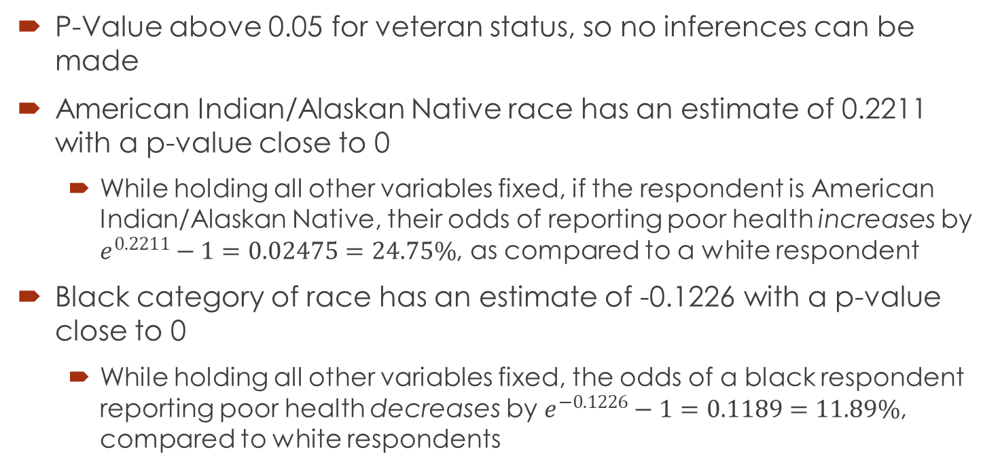 P-Value above 0.05 for veteran status, so no inferences can be
made
American Indian/Alaskan Native race has an estimate of 0.2211
with a p-value close to 0
While holding all other variables fixed, if the respondent is American
Indian/Alaskan Native, their odds of reporting poor health increases by
e^0.2211 − 1 = 0.02475 = 24.75%, as compared to a white respondent
Black category of race has an estimate of -0.1226 with a p-value
close to 0
While holding all other variables fixed, the odds of a black respondent
reporting poor health decreases by e^−0.1226 − 1 = 0.1189 = 11.89%,
compared to white respondents